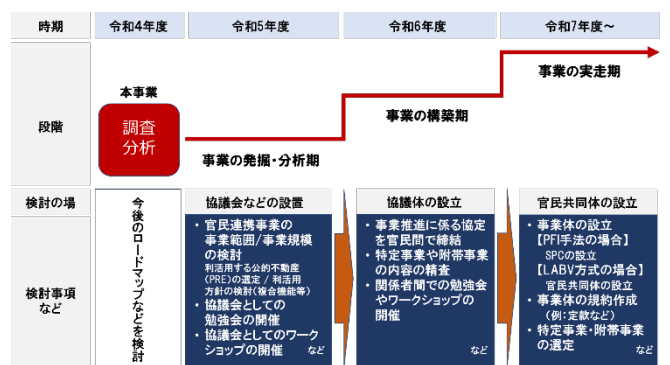 時期
令和4年度
令和5年度
令和6年度
令和7年度～
段階
本事業
調査
分析
事業の発掘・分析期
事業の構築期
事業の実走期
検討の場
協議会などの設置
協議体の設立
官民共同体の設立
検討事項
など
今後のロードマップなどを検討
・官民連携事業の
事業範囲/事業規模
の検討
利活用する公的不動産
(PRE)の選定 / 利活用
方針の検討(複合機能等)
・協議会としての
勉強会の開催
・協議会としてのワーク
ショップの開催
など
・事業推進に係る協定
を官民間で締結
・特定事業や附帯事業
の内容の精査
・関係者間での勉強会
やワークショップの
開催
など
・事業体の設立
【PFI手法の場合】
SPCの設立
【LABV方式の場合】
官民共同体の設立
・事業体の規約作成
(例:定款など)
・特定事業・附帯事業
の選定
など